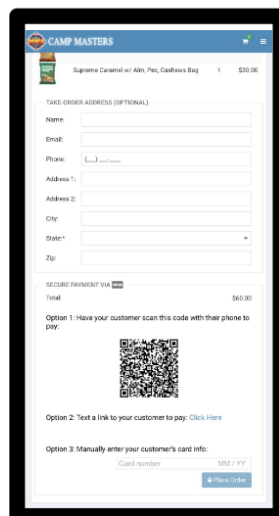 CAMP MASTERS
Supreme Caramel w/ Alm, Pec, Cashews Bag 1 $30.00
TAKE-ORDER ADDRESS (OPTIONAL)
Name:
Email:
Phone: (__) __-____
Address 1:
Address 2:
City:
State:*
Zip:
SECURE PAYMENT VIA
Total: $60.00
Option 1: Have your customer scan this code with their phone to
pay:
Option 2: Text a link to your customer to pay: Click Here
Option 3: Manually enter your customer's card info:
Card number MM / YY
Place Order